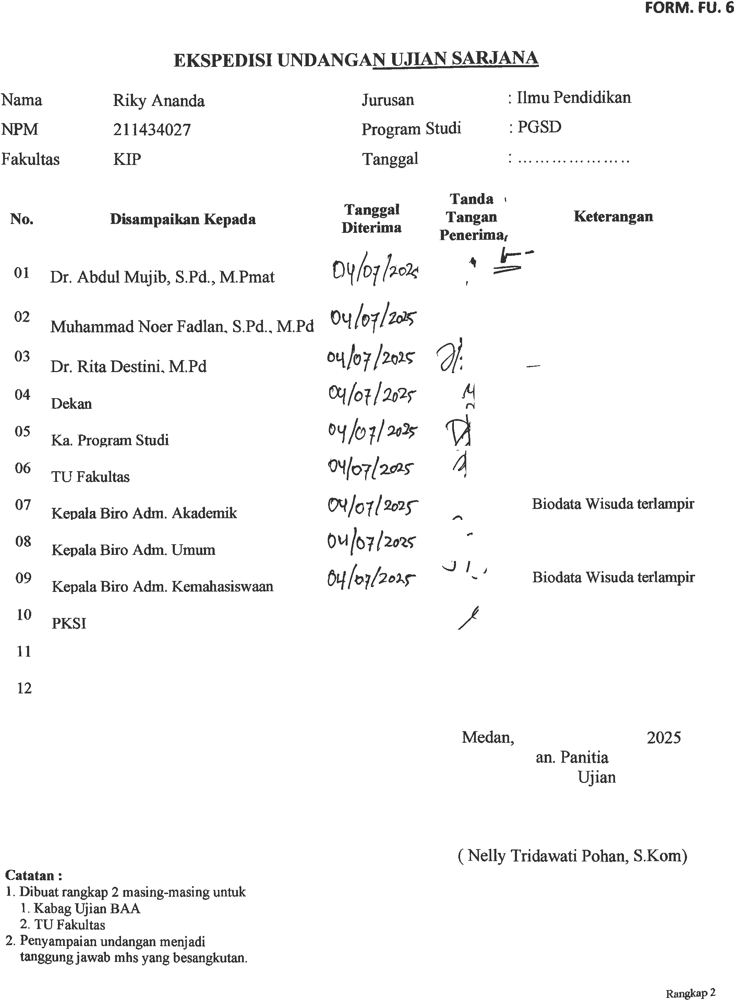 FORM. FU. 6
EKSPEDISI UNDANGAN UJIAN SARJANA
Nama Riky Ananda Jurusan : Ilmu Pendidikan
NPM 211434027 Program Studi : PGSD
Fakultas KIP Tanggal : ....................
No. Disampaikan Kepada Tanggal Diterima Tanda Tangan Penerima Keterangan
01 Dr. Abdul Mujib, S.Pd., M.Pmat 04/07/2025
02 Muhammad Noer Fadlan, S.Pd., M.Pd 04/07/2025
03 Dr. Rita Destini, M.Pd 04/07/2025
04 Dekan 04/07/2025
05 Ka. Program Studi 04/07/2025
06 TU Fakultas 04/07/2025
07 Kepala Biro Adm. Akademik 04/07/2025 Biodata Wisuda terlampir
08 Kepala Biro Adm. Umum 04/07/2025
09 Kepala Biro Adm. Kemahasiswaan 04/07/2025 Biodata Wisuda terlampir
10 PKSI
11
12
Medan, 2025
an. Panitia
Ujian
( Nelly Tridawati Pohan, S.Kom)
Catatan :
1. Dibuat rangkap 2 masing-masing untuk
1. Kabag Ujian BAA
2. TU Fakultas
2. Penyampaian undangan menjadi
tanggung jawab mhs yang besangkutan.
Rangkap 2